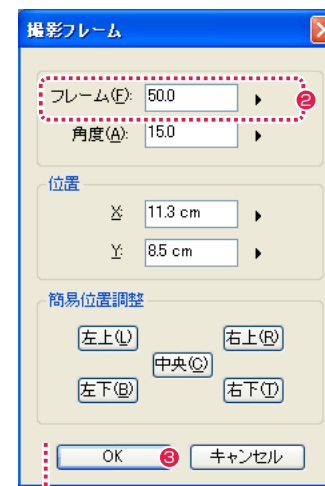 撮影フレーム
フレーム(F): 50.0
2
角度(A): 15.0
位置
X: 11.3 cm
Y: 8.5 cm
簡易位置調整
左上(L) 右上(R)
中央(C)
左下(B) 右下(T)
OK 3 キャンセル